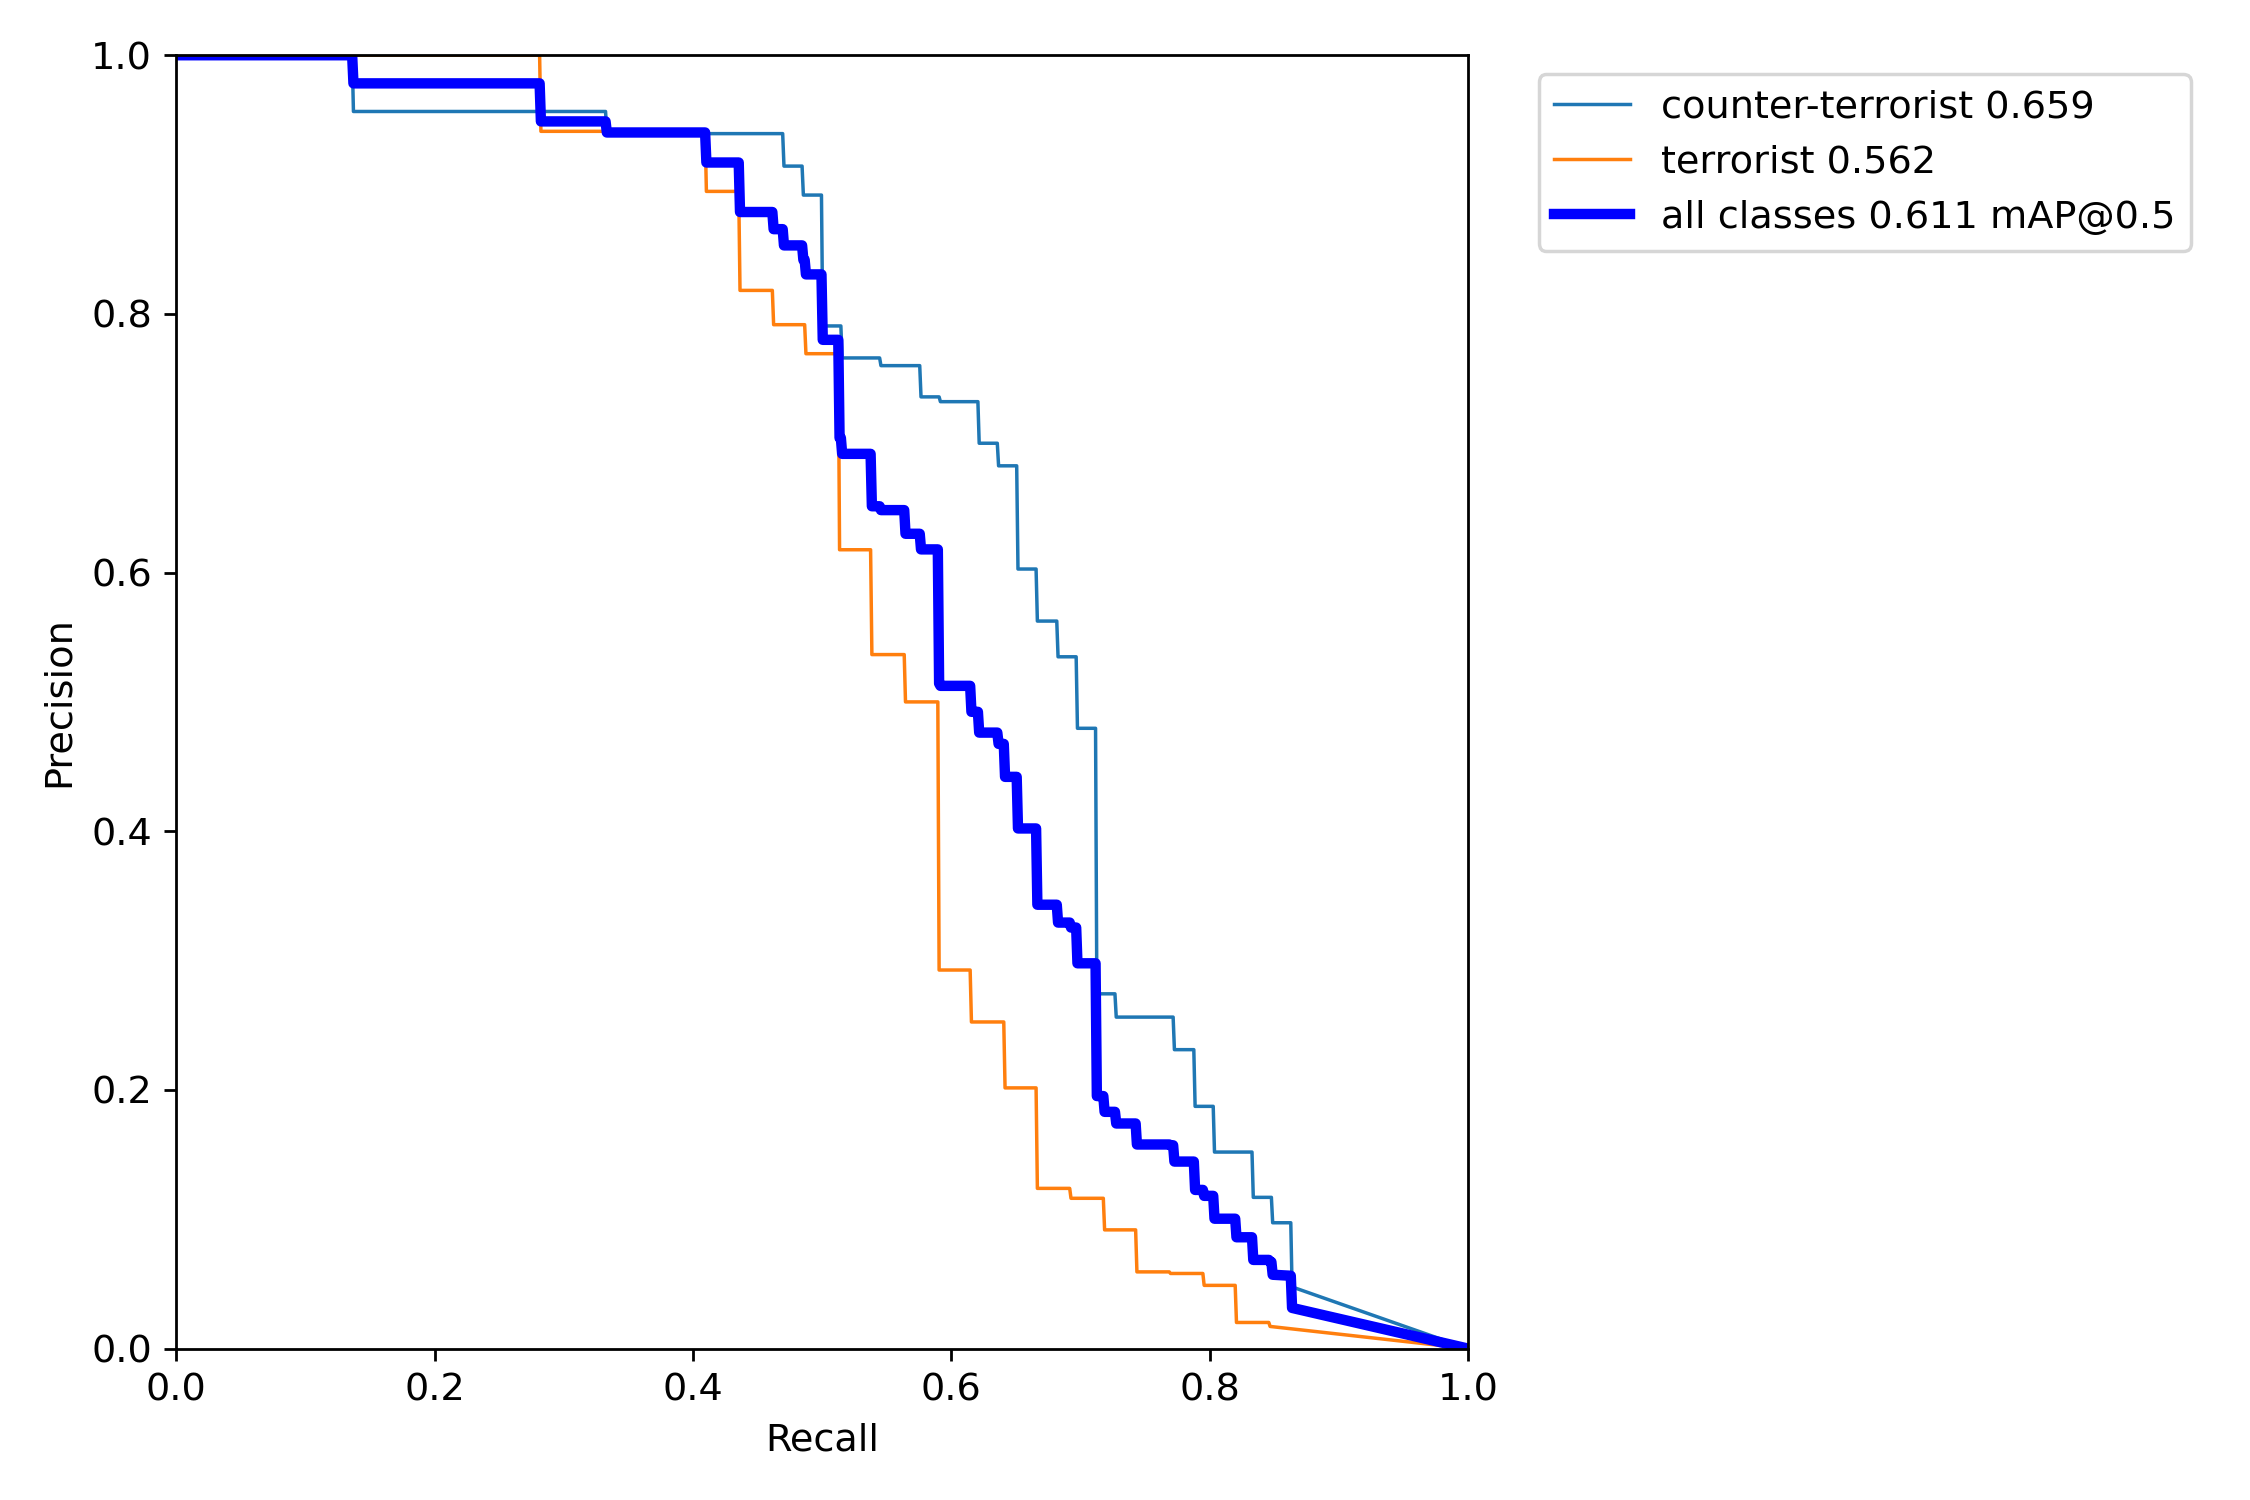 counter-terrorist 0.659
terrorist 0.562
all classes 0.611 mAP@0.5
Precision
1.0
0.8
0.6
0.4
0.2
0.0
0.0 0.2 0.4 0.6 0.8 1.0
Recall